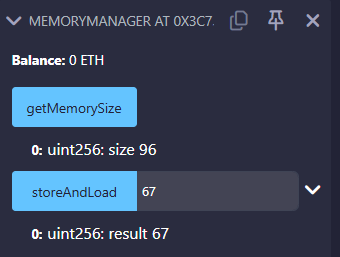 MEMORYMANAGER AT 0X3C7.
Balance: 0 ETH
getMemorySize
0: uint256: size 96
storeAndLoad 67
0: uint256: result 67